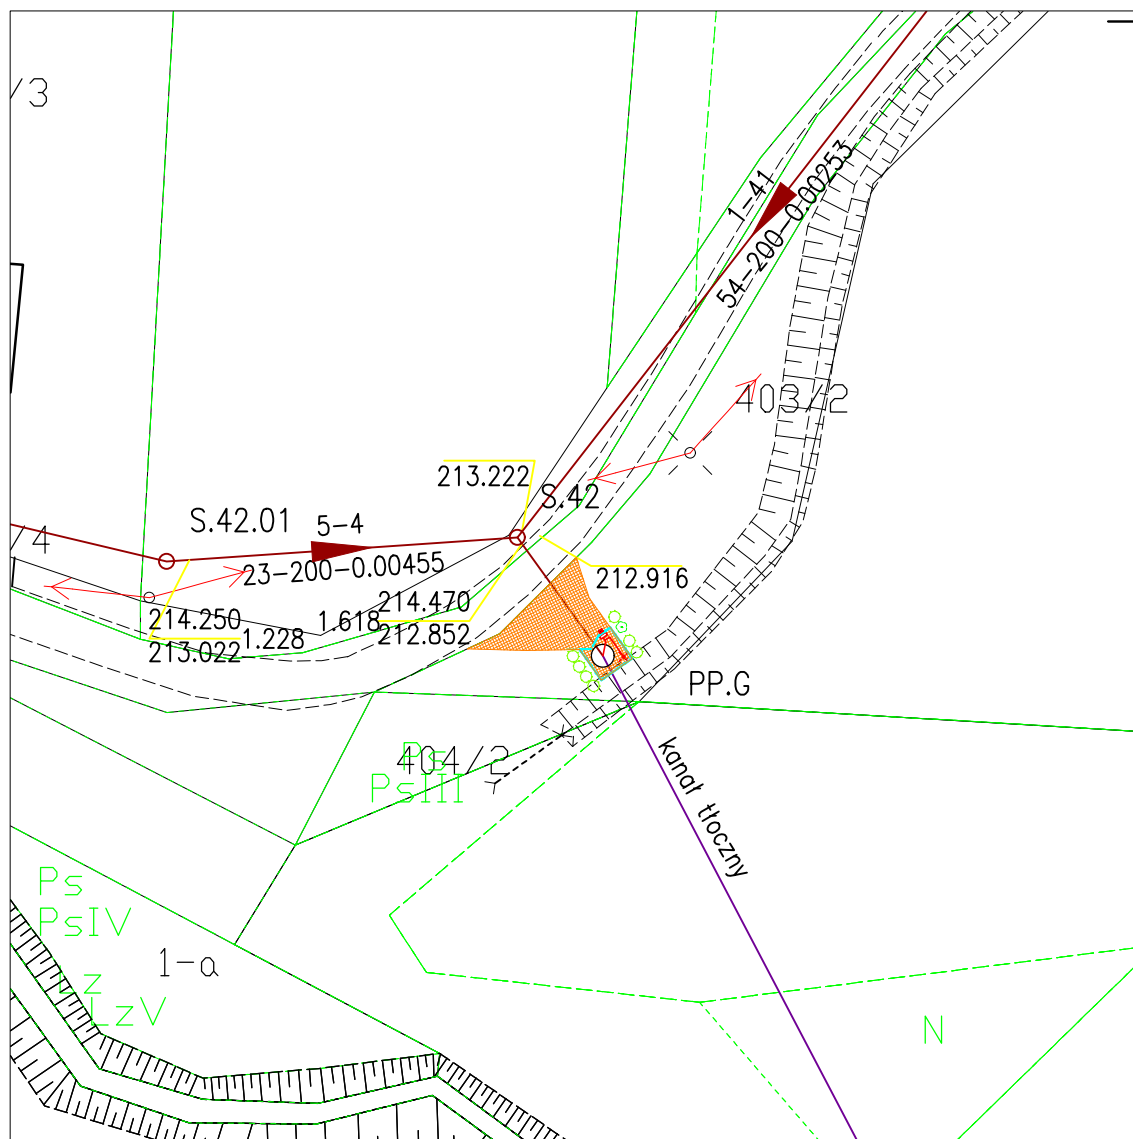 /3
1-41
54-200-0.00253
403/2
213.222
S.42
S.42.01
5-4
/4
23-200-0.00455
212.916
214.250
213.022
1.228
1.618
214.470
212.852
PP.G
kanał tłoczny
404/2
Ps
PsIII
Ps
PsIV
1-a
Lz
LzV
N